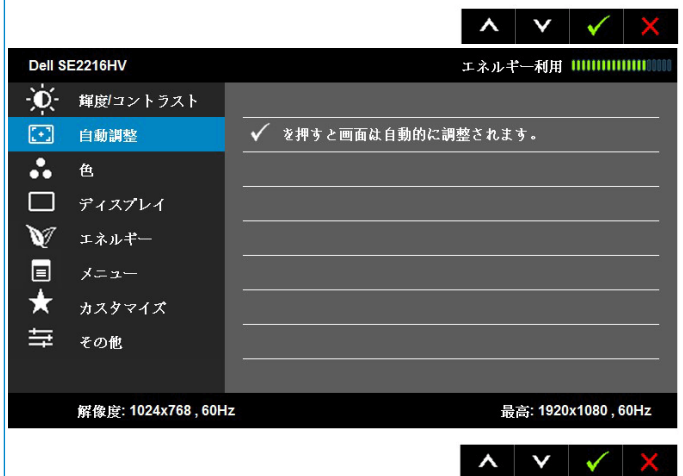 Dell SE2216HV
エネルギー利用
輝度/コントラスト
自動調整
を押すと画面は自動的に調整されます。
色
ディスプレイ
エネルギー
メニュー
カスタマイズ
その他
解像度: 1024x768 , 60Hz
最高: 1920x1080 , 60Hz